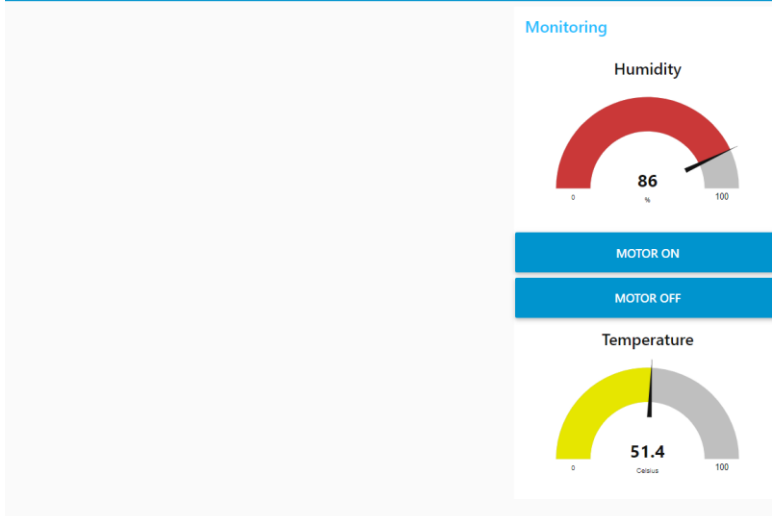 Monitoring
Humidity
86
%
0 100
MOTOR ON
MOTOR OFF
Temperature
51.4
Celsius
0 100